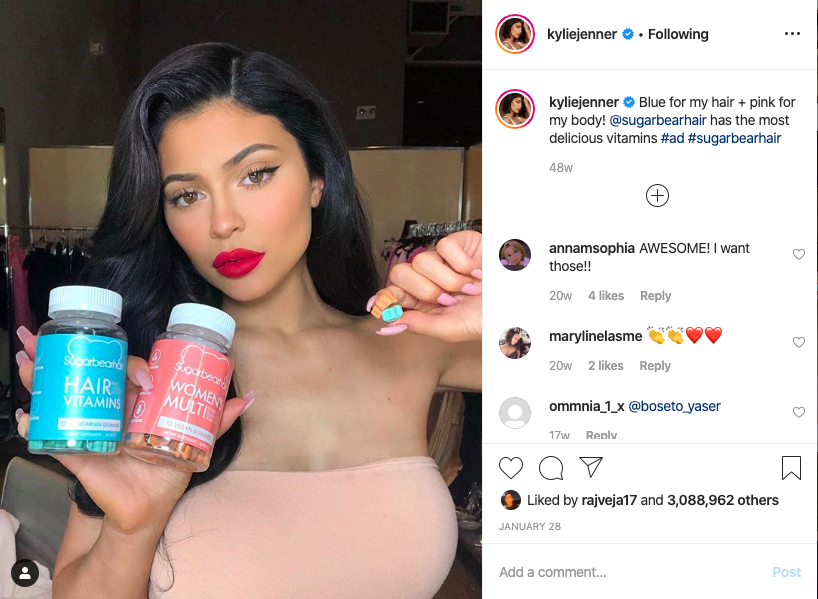 Sugarbearhair
HAIR
VITAMINS
Sugarbearhair
WOMEN'S
MULTI
kyliejenner • Following
kyliejenner Blue for my hair + pink for
my body! @sugarbearhair has the most
delicious vitamins #ad #sugarbearhair
48w
annamsophia AWESOME! I want
those!!
20w 4 likes Reply
marylinelasme 👏👏❤️❤️
20w 2 likes Reply
ommnia_1_x @boseto_yaser
17w Reply
Liked by rajveja17 and 3,088,962 others
JANUARY 28
Add a comment... Post